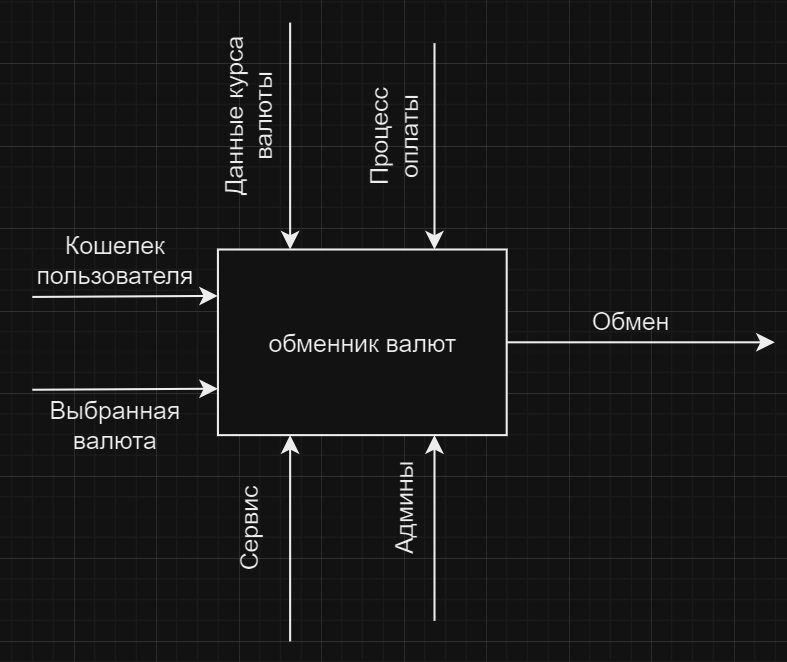 Данные курса
валюты
Процесс
оплаты
Кошелек
пользователя
обменник валют
Обмен
Выбранная
валюта
Сервис
Админы